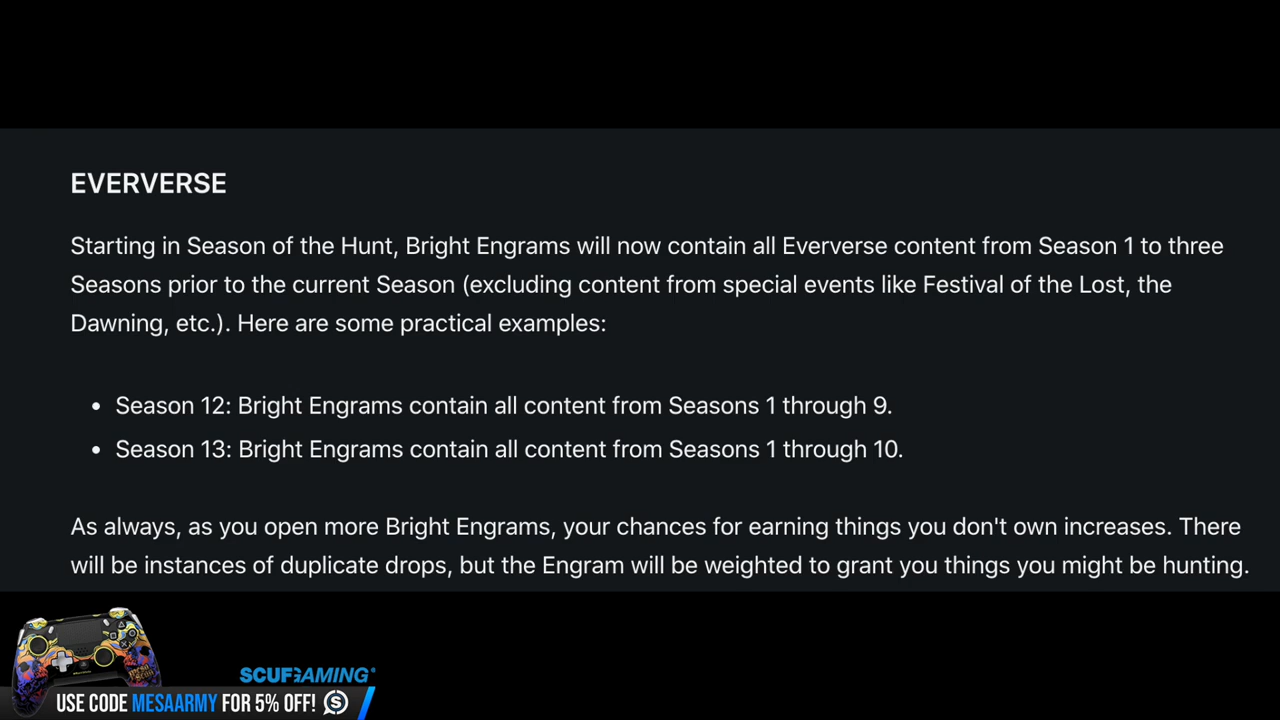 EVERVERSE
Starting in Season of the Hunt, Bright Engrams will now contain all Eververse content from Season 1 to three
Seasons prior to the current Season (excluding content from special events like Festival of the Lost, the
Dawning, etc.). Here are some practical examples:
• Season 12: Bright Engrams contain all content from Seasons 1 through 9.
• Season 13: Bright Engrams contain all content from Seasons 1 through 10.
As always, as you open more Bright Engrams, your chances for earning things you don't own increases. There
will be instances of duplicate drops, but the Engram will be weighted to grant you things you might be hunting.
SCUFGAMING®
USE CODE MESAARMY FOR 5% OFF!